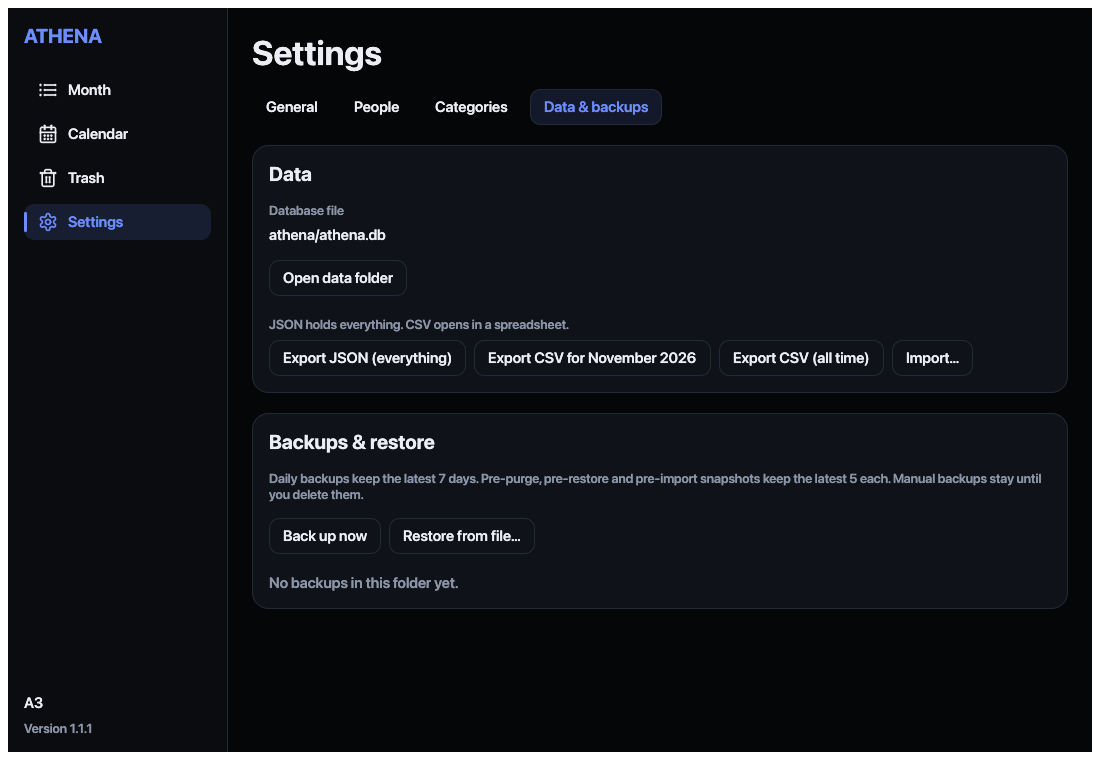 ATHENA
Month
Calendar
Trash
Settings
A3
Version 1.1.1
Settings
General People Categories Data & backups
Data
Database file
athena/athena.db
Open data folder
JSON holds everything. CSV opens in a spreadsheet.
Export JSON (everything) Export CSV for November 2026 Export CSV (all time) Import...
Backups & restore
Daily backups keep the latest 7 days. Pre-purge, pre-restore and pre-import snapshots keep the latest 5 each. Manual backups stay until
you delete them.
Back up now Restore from file...
No backups in this folder yet.